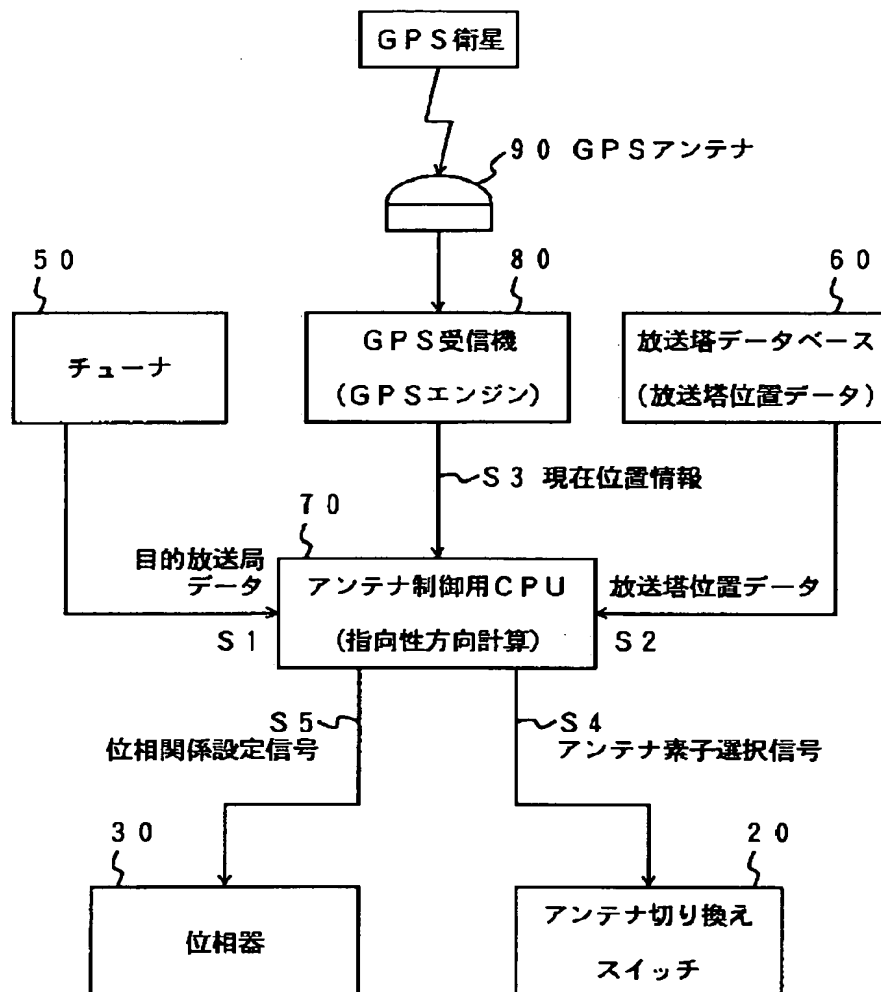 GPS衛星
90 GPSアンテナ
50
80
60
チューナ
GPS受信機
(GPSエンジン)
放送塔データベース
(放送塔位置データ)
S3 現在位置情報
70
目的放送局
データ
S1
アンテナ制御用CPU
(指向性方向計算)
放送塔位置データ
S2
S5
位相関係設定信号
S4
アンテナ素子選択信号
30
20
位相器
アンテナ切り換え
スイッチ